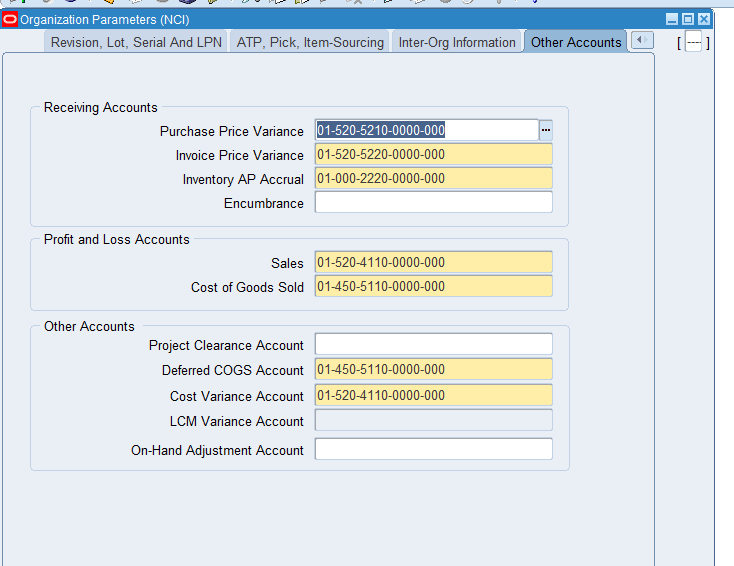 Organization Parameters (NCI)
Revision, Lot, Serial And LPN ATP, Pick, Item-Sourcing Inter-Org Information Other Accounts [ ---- ]
Receiving Accounts
Purchase Price Variance 01-520-5210-0000-000 ...
Invoice Price Variance 01-520-5220-0000-000
Inventory AP Accrual 01-000-2220-0000-000
Encumbrance
Profit and Loss Accounts
Sales 01-520-4110-0000-000
Cost of Goods Sold 01-450-5110-0000-000
Other Accounts
Project Clearance Account
Deferred COGS Account 01-450-5110-0000-000
Cost Variance Account 01-520-4110-0000-000
LCM Variance Account
On-Hand Adjustment Account